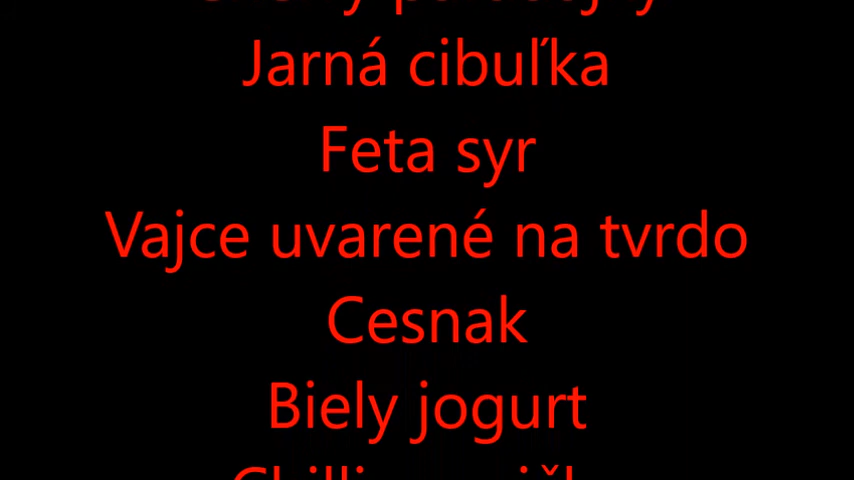 Jarná cibuľka
Feta syr
Vajce uvarené na tvrdo
Cesnak
Biely jogurt